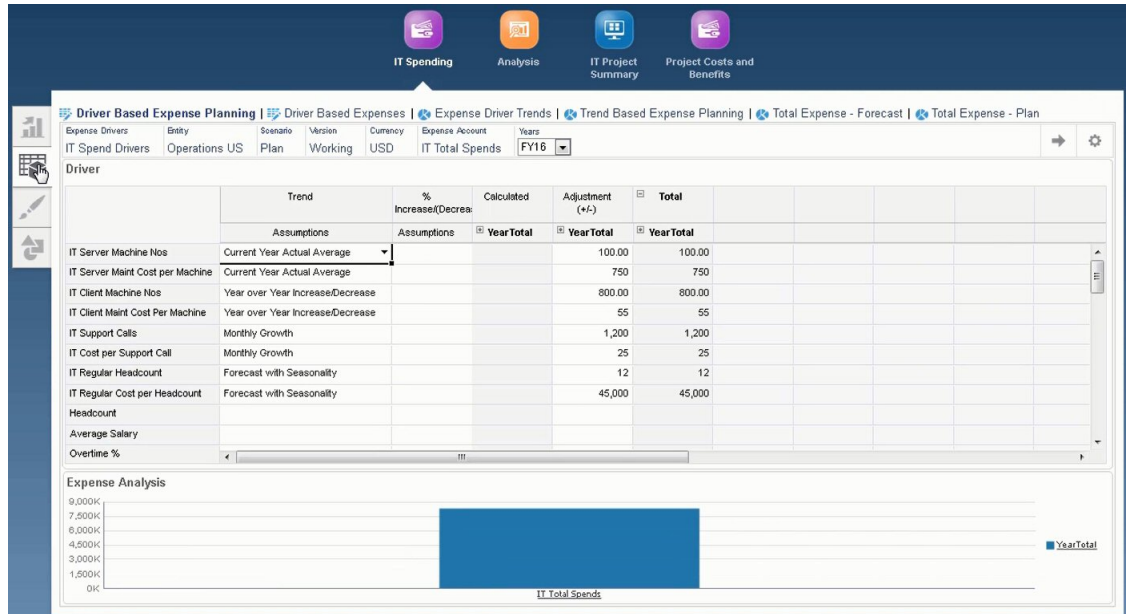 IT Spending
Analysis
IT Project Summary
Project Costs and Benefits
Driver Based Expense Planning | Driver Based Expenses | Expense Driver Trends | Trend Based Expense Planning | Total Expense - Forecast | Total Expense - Plan
Expense Drivers Entity Scenario Version Currency Expense Account Years
IT Spend Drivers Operations US Plan Working USD IT Total Spends FY16
Driver
Trend % Increase/(Decrea: Calculated Adjustment (+/-) Total
Assumptions Assumptions YearTotal YearTotal YearTotal
IT Server Machine Nos Current Year Actual Average 100.00 100.00
IT Server Maint Cost per Machine Current Year Actual Average 750 750
IT Client Machine Nos Year over Year Increase/Decrease 800.00 800.00
IT Client Maint Cost Per Machine Year over Year Increase/Decrease 55 55
IT Support Calls Monthly Growth 1,200 1,200
IT Cost per Support Call Monthly Growth 25 25
IT Regular Headcount Forecast with Seasonality 12 12
IT Regular Cost per Headcount Forecast with Seasonality 45,000 45,000
Headcount
Average Salary
Overtime %
Expense Analysis
9,000K
7,500K
6,000K
4,500K
3,000K
1,500K
0K
IT Total Spends
YearTotal